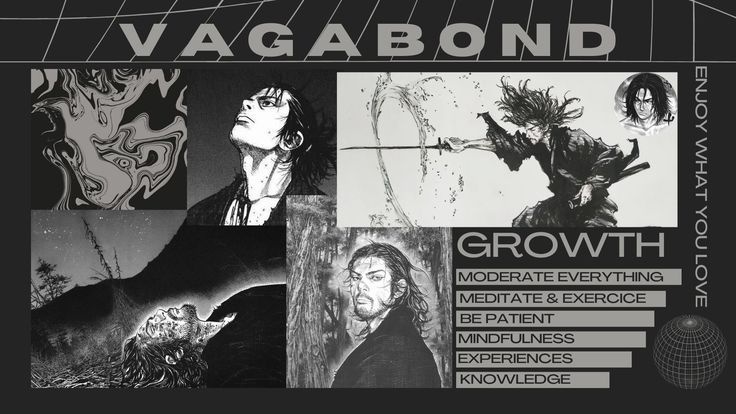 VAGABOND
ENJOY WHAT YOU LOVE
GROWTH
MODERATE EVERYTHING
MEDITATE & EXERCICE
BE PATIENT
MINDFULNESS
EXPERIENCES
KNOWLEDGE